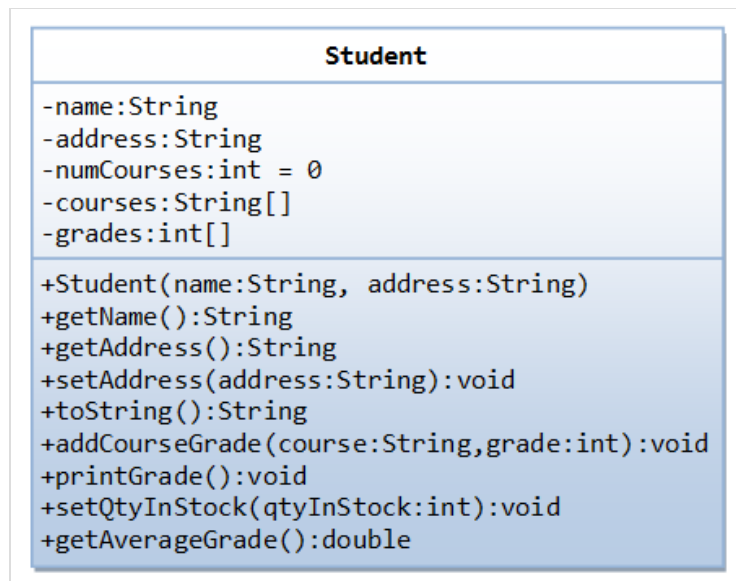 Student
-name:String
-address:String
-numCourses:int = 0
-courses:String[]
-grades:int[]
+Student(name:String, address:String)
+getName():String
+getAddress():String
+setAddress(address:String):void
+toString():String
+addCourseGrade(course:String,grade:int):void
+printGrade():void
+setQtyInStock(qtyInStock:int):void
+getAverageGrade():double